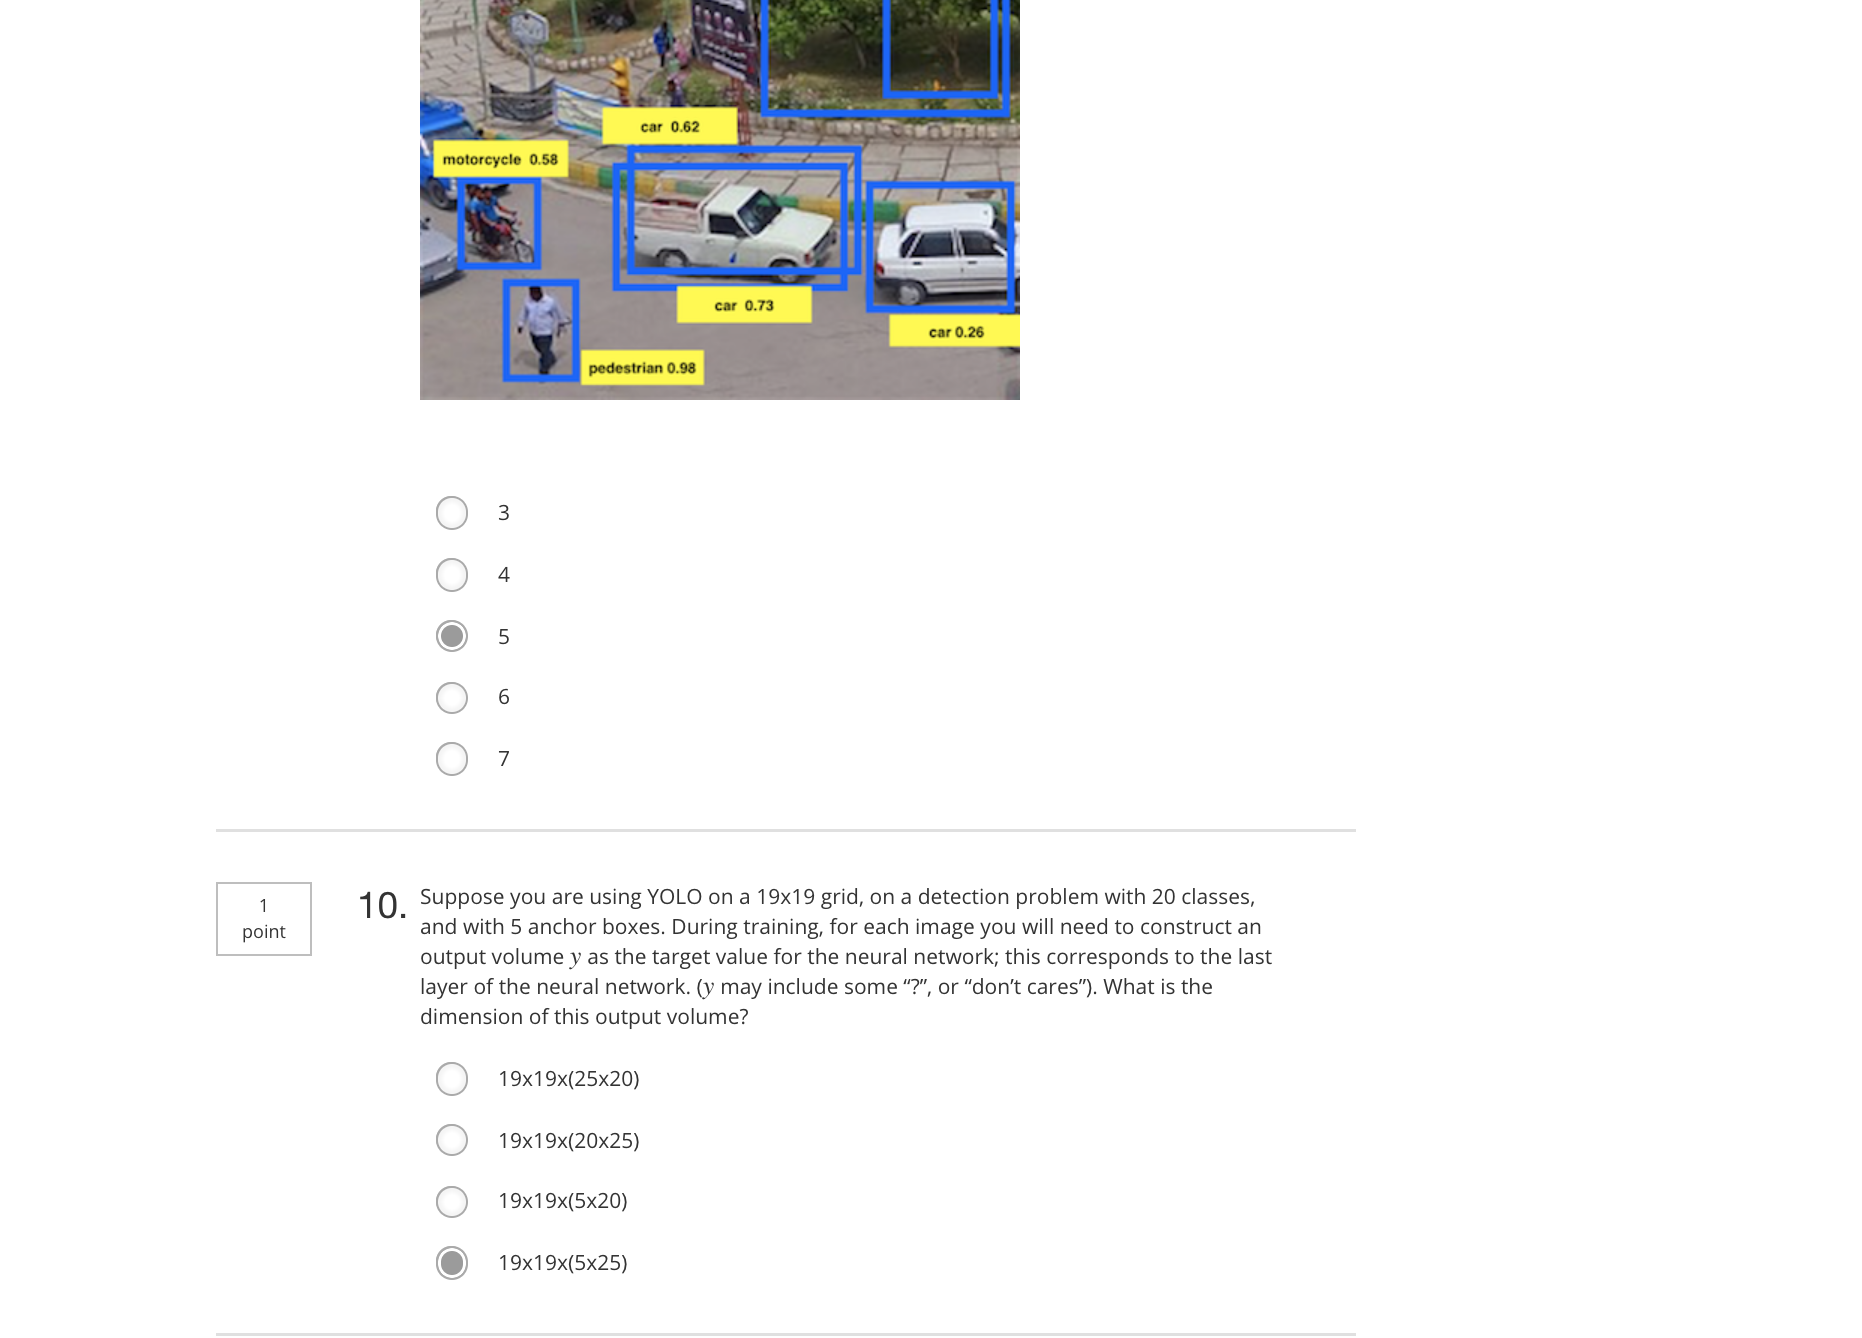 car 0.62
motorcycle 0.58
car 0.73
car 0.26
pedestrian 0.98
3
4
5
6
7
1
point
10.
Suppose you are using YOLO on a 19x19 grid, on a detection problem with 20 classes,
and with 5 anchor boxes. During training, for each image you will need to construct an
output volume y as the target value for the neural network; this corresponds to the last
layer of the neural network. (y may include some “?”, or “don’t cares”). What is the
dimension of this output volume?
19x19x(25x20)
19x19x(20x25)
19x19x(5x20)
19x19x(5x25)